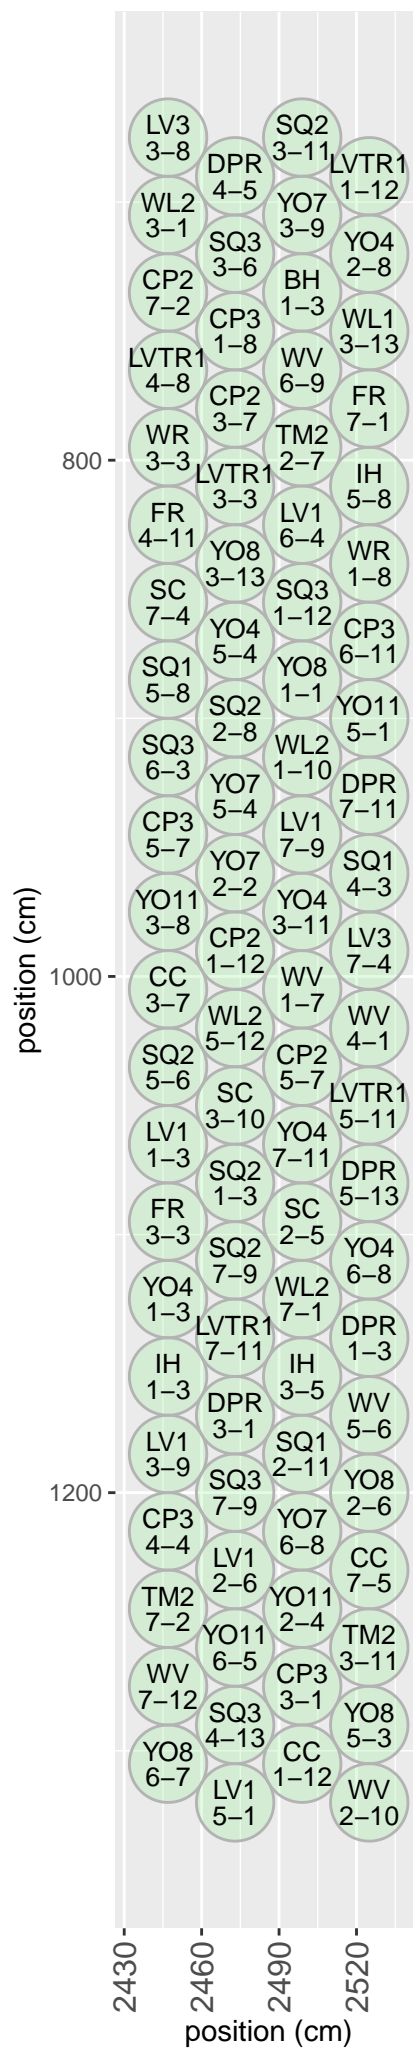 LV3
3−8
SQ2
3−11
DPR
4−5
LVTR1
1−12
WL2
3−1
YO7
3−9
SQ3
3−6
YO4
2−8
CP2
7−2
BH
1−3
CP3
1−8
WL1
3−13
LVTR1
4−8
WV
6−9
CP2
3−7
FR
7−1
WR
3−3
TM2
2−7
800
LVTR1
3−3
IH
5−8
FR
4−11
LV1
6−4
YO8
3−13
WR
1−8
SC
7−4
SQ3
1−12
YO4
5−4
CP3
6−11
SQ1
5−8
YO8
1−1
SQ2
2−8
YO11
5−1
SQ3
6−3
WL2
1−10
YO7
5−4
DPR
7−11
CP3
5−7
LV1
7−9
YO7
2−2
SQ1
4−3
YO11
3−8
YO4
3−11
CP2
1−12
LV3
7−4
position (cm)
1000
CC
3−7
WV
1−7
WL2
5−12
WV
4−1
SQ2
5−6
CP2
5−7
SC
3−10
LVTR1
5−11
LV1
1−3
YO4
7−11
SQ2
1−3
DPR
5−13
FR
3−3
SC
2−5
SQ2
7−9
YO4
6−8
YO4
1−3
WL2
7−1
LVTR1
7−11
DPR
1−3
IH
1−3
IH
3−5
DPR
3−1
WV
5−6
LV1
3−9
SQ1
2−11
1200
SQ3
7−9
YO8
2−6
CP3
4−4
YO7
6−8
LV1
2−6
CC
7−5
TM2
7−2
YO11
2−4
YO11
6−5
TM2
3−11
WV
7−12
CP3
3−1
SQ3
4−13
YO8
5−3
YO8
6−7
CC
1−12
LV1
5−1
WV
2−10
2430
2460
2490
2520
position (cm)